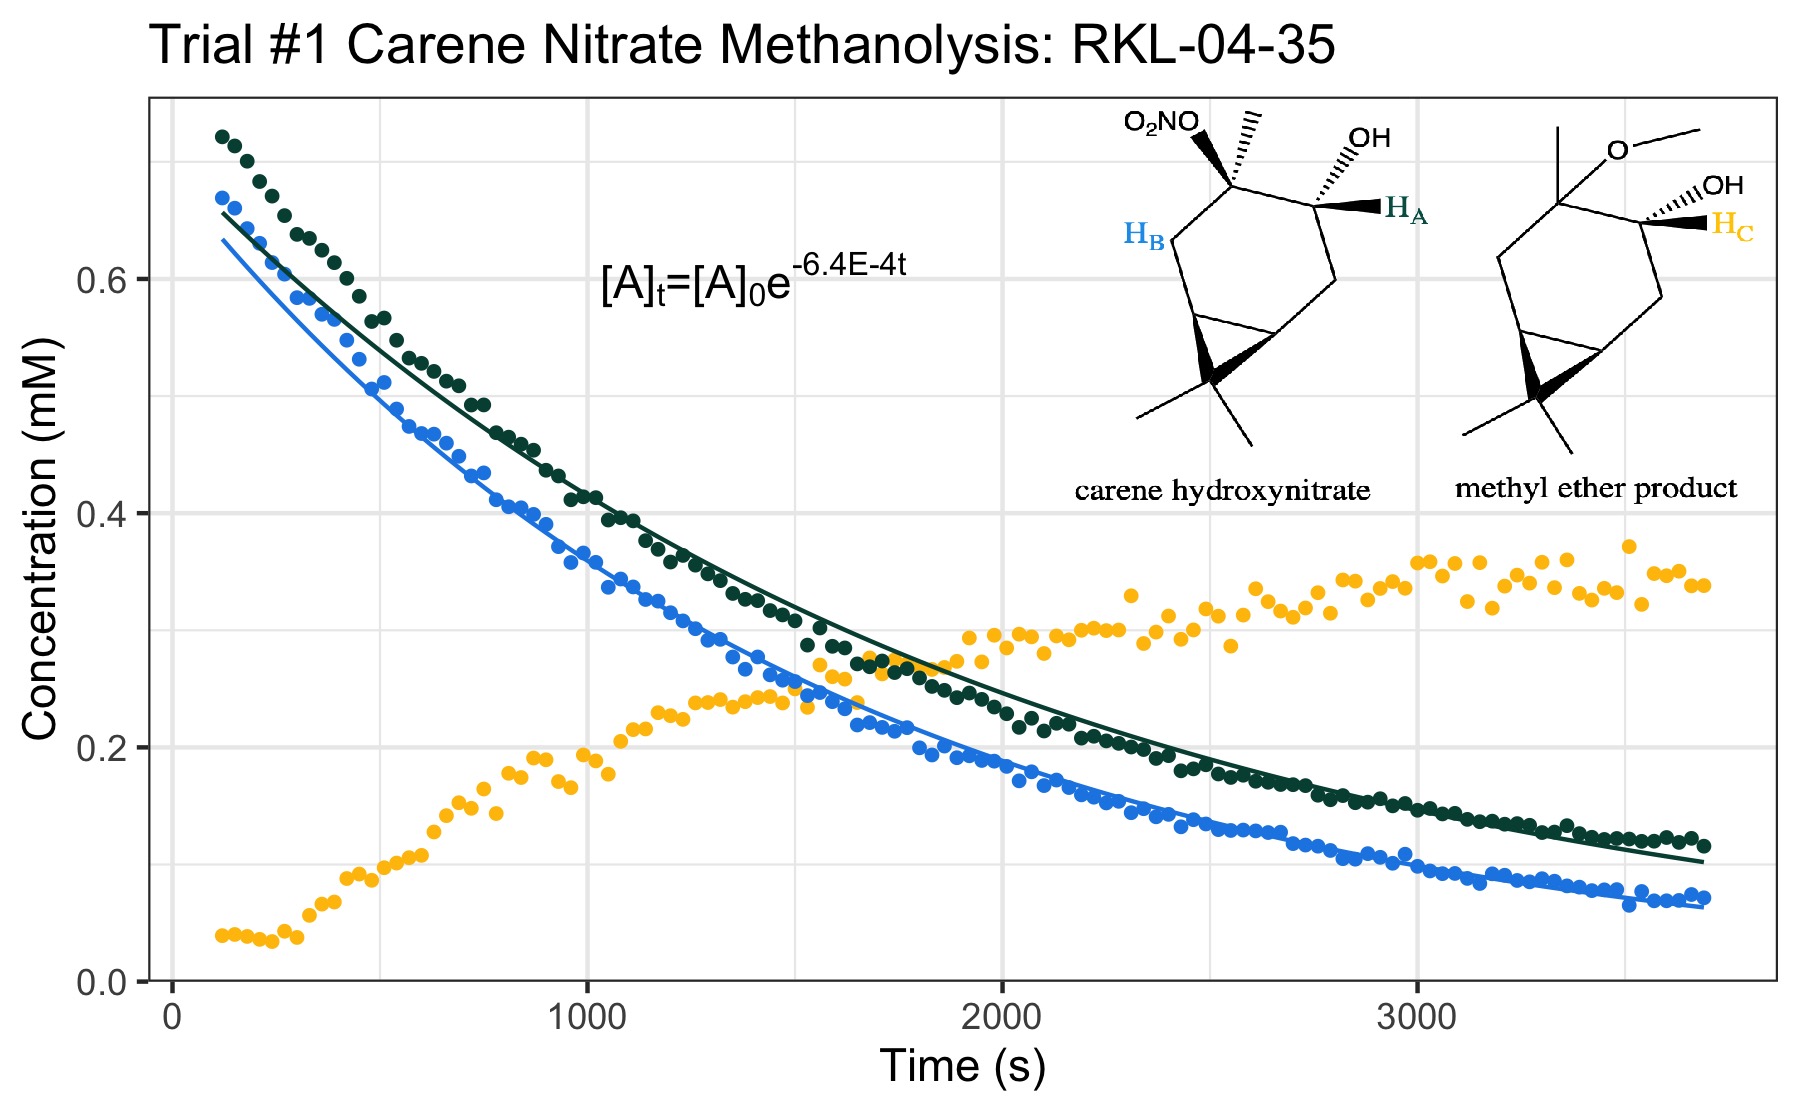 Trial #1 Carene Nitrate Methanolysis: RKL-04-35
Concentration (mM)
0.6
0.4
0.2
0.0
[A]t=[A]0e-6.4E-4t
O2NO
OH
HA
HB
carene hydroxynitrate
O
OH
HC
methyl ether product
0
1000
2000
3000
Time (s)